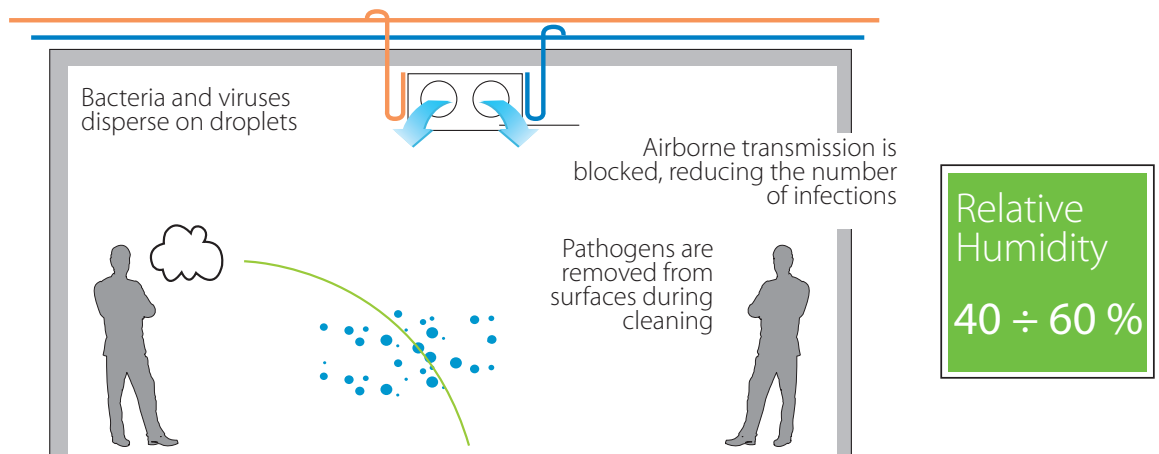 Bacteria and viruses
disperse on droplets
Airborne transmission is
blocked, reducing the number
of infections
Pathogens are
removed from
surfaces during
cleaning
Relative
Humidity
40 ÷ 60 %